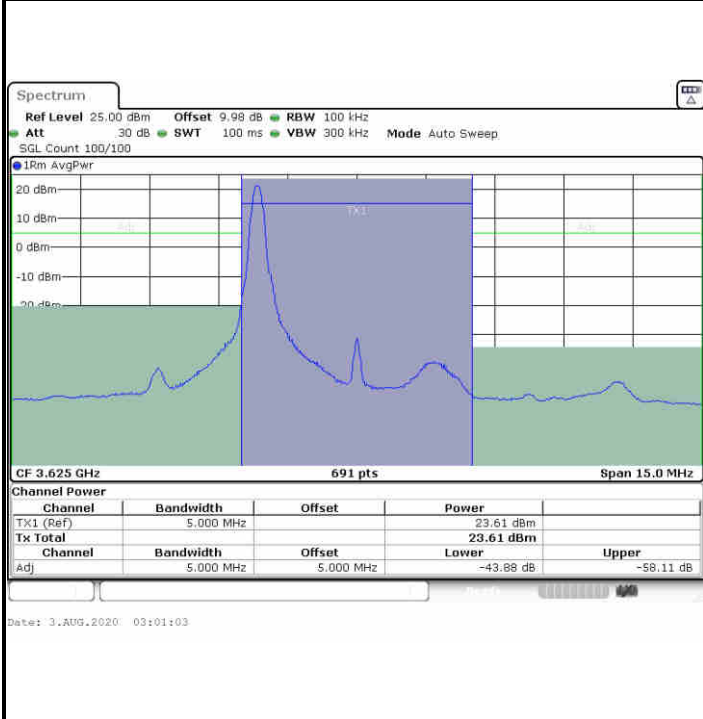 Spectrum
Ref Level 25.00 dBm Offset 9.98 dB RBW 100 kHz
Att 30 dB SWT 100 ms VBW 300 kHz Mode Auto Sweep
SGL Count 100/100
1Rm AvgPwr
20 dBm
TX1
10 dBm
Adj Adj
0 dBm
-10 dBm
-20 dBm
CF 3.625 GHz 691 pts Span 15.0 MHz
Channel Power
Channel Bandwidth Offset Power
TX1 (Ref) 5.000 MHz 23.61 dBm
Tx Total 23.61 dBm
Channel Bandwidth Offset Lower Upper
Adj 5.000 MHz 5.000 MHz -43.88 dB -58.11 dB
Date: 3.AUG.2020 03:01:03